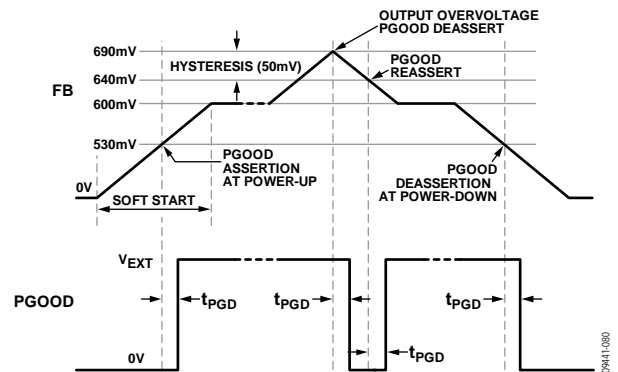 OUTPUT OVERVOLTAGE
PGOOD DEASSERT
690mV
HYSTERESIS (50mV)
PGOOD
REASSERT
640mV
FB
600mV
530mV
PGOOD
ASSERTION
AT POWER-UP
PGOOD
DEASSERTION
AT POWER-DOWN
0V
SOFT START
VEXT
PGOOD
tPGD
tPGD
tPGD
tPGD
0V
09441-080